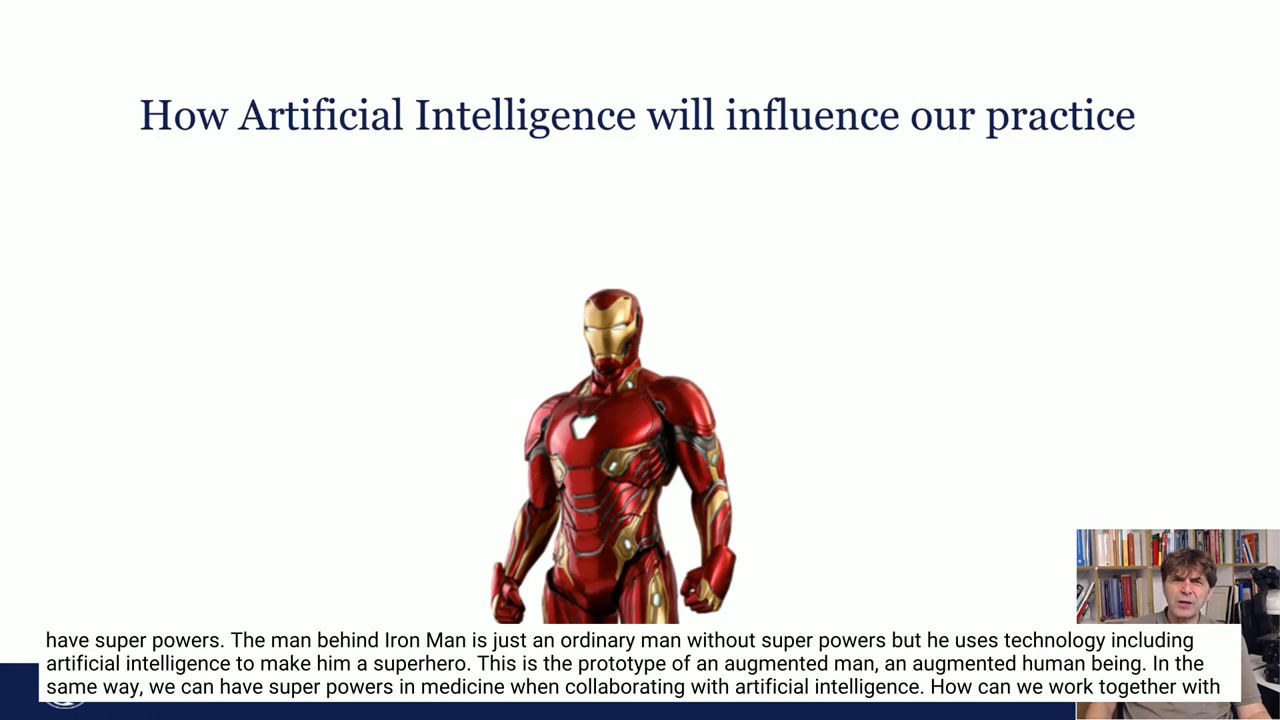 How Artificial Intelligence will influence our practice
have super powers. The man behind Iron Man is just an ordinary man without super powers but he uses technology including
artificial intelligence to make him a superhero. This is the prototype of an augmented man, an augmented human being. In the
same way, we can have super powers in medicine when collaborating with artificial intelligence. How can we work together with